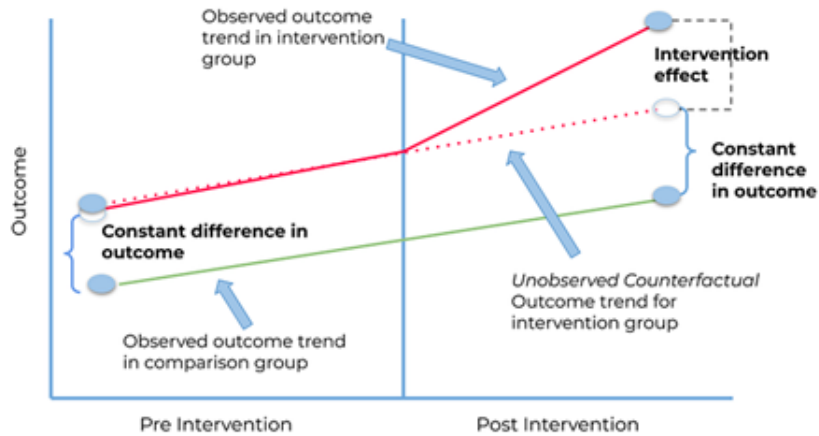 Observed outcome
trend in intervention
group
Intervention
effect
Constant
difference
in outcome
Outcome
Constant difference in
outcome
Unobserved Counterfactual
Outcome trend for
intervention group
Observed outcome trend
in comparison group
Pre Intervention
Post Intervention